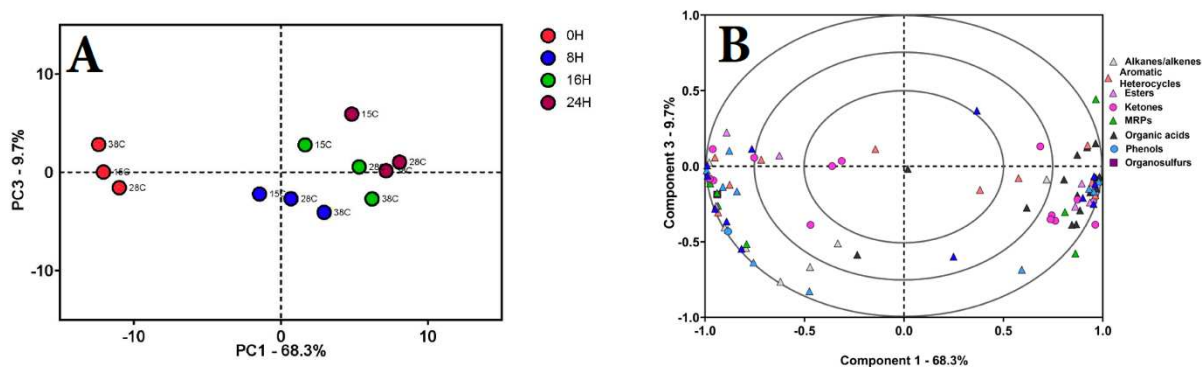 A
10
0
-10
-10
0
10
PC3 - 9.7%
PC1 - 68.3%
38C
15C
28C
15C
28C
38C
15C
28C
38C
15C
28C
0H
8H
16H
24H
B
1.0
0.5
0.0
-0.5
-1.0
-1.0
-0.5
0.0
0.5
1.0
Component 3 - 9.7%
Component 1 - 68.3%
Alkanes/alkenes
Aromatic
Heterocycles
Esters
Ketones
MRPs
Organic acids
Phenols
Organosulfurs